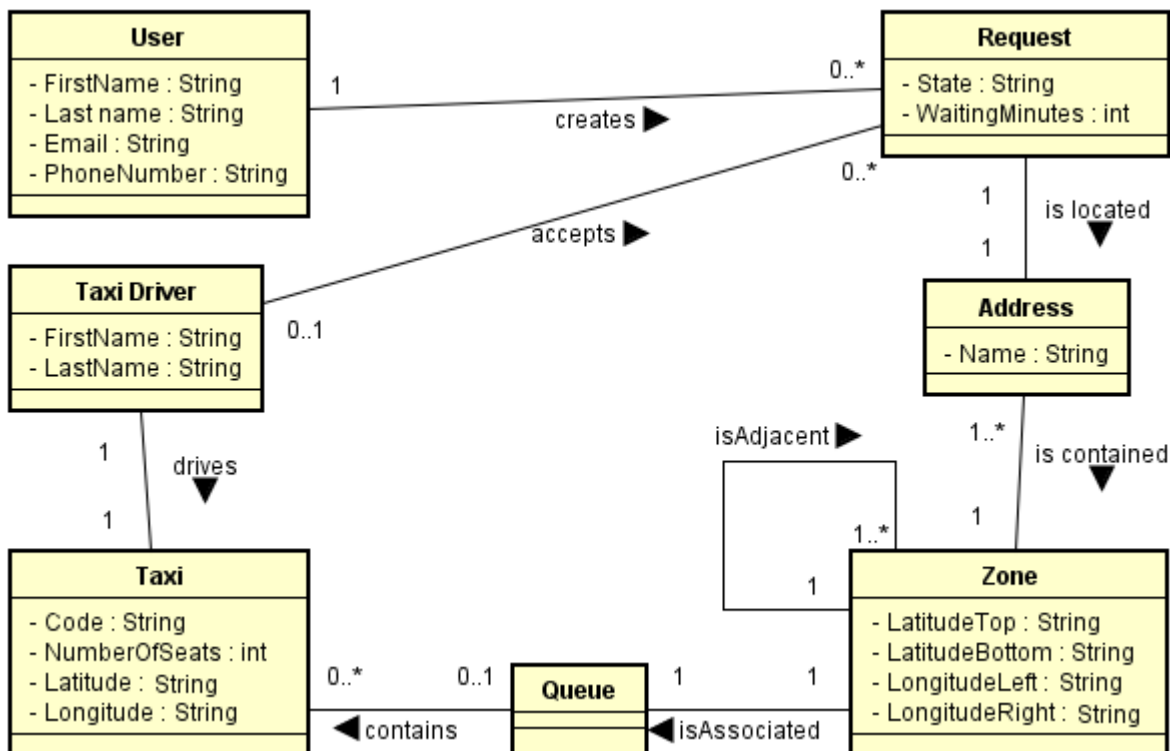 User
- FirstName : String
- Last name : String
- Email : String
- PhoneNumber : String
1
creates
0..*
Request
- State : String
- WaitingMinutes : int
0..*
accepts
0..1
1
is located
1
Taxi Driver
- FirstName : String
- LastName : String
Address
- Name : String
1
drives
1
isAdjacent
1..*
1
1..*
is contained
1
Taxi
- Code : String
- NumberOfSeats : int
- Latitude : String
- Longitude : String
0..*
contains
0..1
Queue
1
isAssociated
1
Zone
- LatitudeTop : String
- LatitudeBottom : String
- LongitudeLeft : String
- LongitudeRight : String